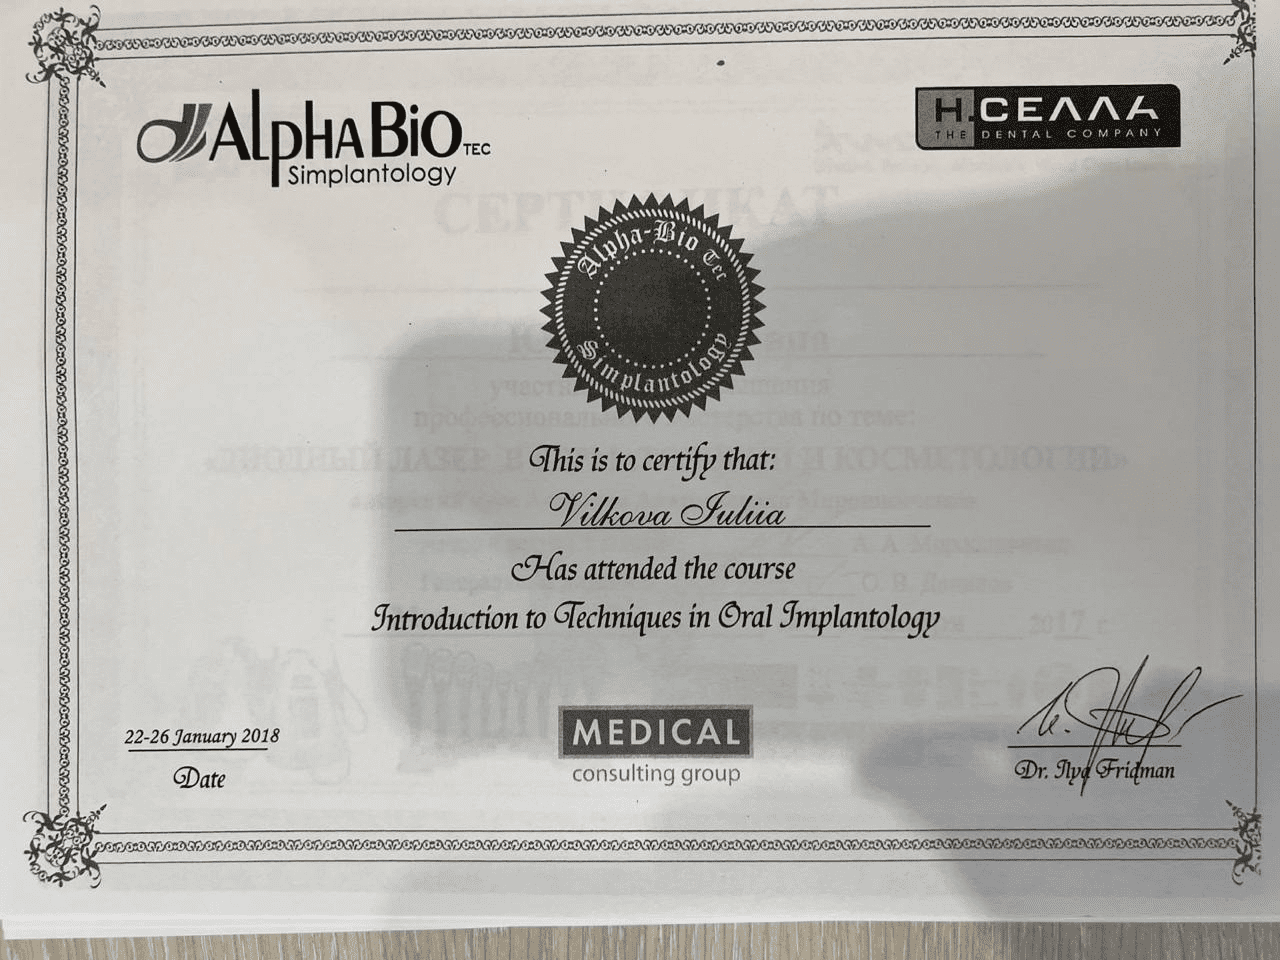 AlphaBio TEC
Simplantology
Н.СЕЛЛА
THE DENTAL COMPANY
Alpha-Bio Tec
Simplantology
This is to certify that:
Vilkova Iuliia
Has attended the course
Introduction to Techniques in Oral Implantology
22-26 January 2018
Date
MEDICAL
consulting group
Dr. Ilya Fridman